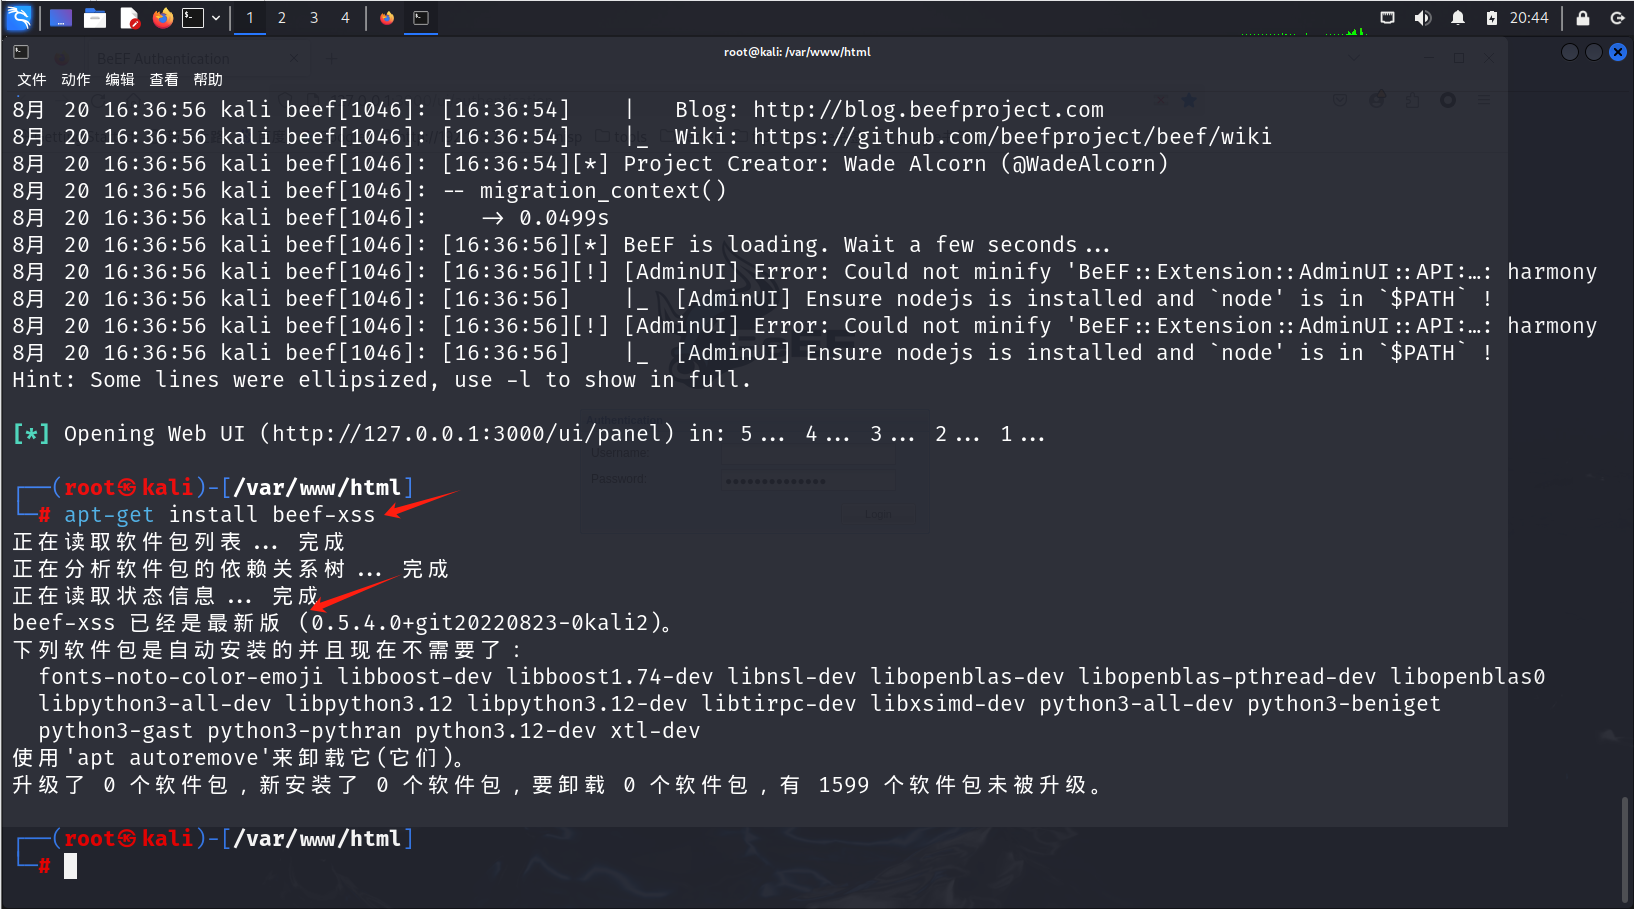 1 2 3 4
20:44
root@kali: /var/www/html
BeEF Authentication
文件 动作 编辑 查看 帮助
8月 20 16:36:56 kali beef[1046]: [16:36:54]    |   Blog: http://blog.beefproject.com
8月 20 16:36:56 kali beef[1046]: [16:36:54]    |_  Wiki: https://github.com/beefproject/beef/wiki
8月 20 16:36:56 kali beef[1046]: [16:36:54][*] Project Creator: Wade Alcorn (@WadeAlcorn)
8月 20 16:36:56 kali beef[1046]: -- migration_context()
8月 20 16:36:56 kali beef[1046]:    -> 0.0499s
8月 20 16:36:56 kali beef[1046]: [16:36:56][*] BeEF is loading. Wait a few seconds...
8月 20 16:36:56 kali beef[1046]: [16:36:56][!] [AdminUI] Error: Could not minify 'BeEF::Extension::AdminUI::API:…: harmony
8月 20 16:36:56 kali beef[1046]: [16:36:56]    |_  [AdminUI] Ensure nodejs is installed and `node' is in `$PATH` !
8月 20 16:36:56 kali beef[1046]: [16:36:56][!] [AdminUI] Error: Could not minify 'BeEF::Extension::AdminUI::API:…: harmony
8月 20 16:36:56 kali beef[1046]: [16:36:56]    |_  [AdminUI] Ensure nodejs is installed and `node' is in `$PATH` !
Hint: Some lines were ellipsized, use -l to show in full.
[*] Opening Web UI (http://127.0.0.1:3000/ui/panel) in: 5... 4... 3... 2... 1...
Username:
Password:
Login
┌──(root㉿kali)-[/var/www/html]
└─# apt-get install beef-xss
正在读取软件包列表... 完成
正在分析软件包的依赖关系树... 完成
正在读取状态信息... 完成
beef-xss 已经是最新版 (0.5.4.0+git20220823-0kali2)。
下列软件包是自动安装的并且现在不需要了：
  fonts-noto-color-emoji libboost-dev libboost1.74-dev libnsl-dev libopenblas-dev libopenblas-pthread-dev libopenblas0
  libpython3-all-dev libpython3.12 libpython3.12-dev libtirpc-dev libxsimd-dev python3-all-dev python3-beniget
  python3-gast python3-pythran python3.12-dev xtl-dev
使用'apt autoremove'来卸载它(它们)。
升级了 0 个软件包，新安装了 0 个软件包，要卸载 0 个软件包，有 1599 个软件包未被升级。
┌──(root㉿kali)-[/var/www/html]
└─#